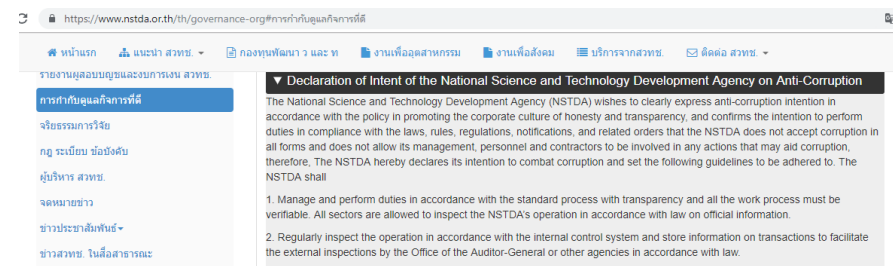 https://www.nstda.or.th/th/governance-org#การกำกับดูแลกิจการที่ดี
หน้าแรก แนะนำ สวทช. กองทุนพัฒนา ว และ ท งานเพื่ออุตสาหกรรม งานเพื่อสังคม บริการจากสวทช. ติดต่อ สวทช.
รายงานผู้สอบบัญชีและงบการเงิน สวทช.
การกำกับดูแลกิจการที่ดี
จริยธรรมการวิจัย
กฎ ระเบียบ ข้อบังคับ
ผู้บริหาร สวทช.
จดหมายข่าว
ข่าวประชาสัมพันธ์
ข่าวสวทช. ในสื่อสาธารณะ
▼ Declaration of Intent of the National Science and Technology Development Agency on Anti-Corruption
The National Science and Technology Development Agency (NSTDA) wishes to clearly express anti-corruption intention in
accordance with the policy in promoting the corporate culture of honesty and transparency, and confirms the intention to perform
duties in compliance with the laws, rules, regulations, notifications, and related orders that the NSTDA does not accept corruption in
all forms and does not allow its management, personnel and contractors to be involved in any actions that may aid corruption,
therefore, The NSTDA hereby declares its intention to combat corruption and set the following guidelines to be adhered to. The
NSTDA shall
1. Manage and perform duties in accordance with the standard process with transparency and all the work process must be
verifiable. All sectors are allowed to inspect the NSTDA's operation in accordance with law on official information.
2. Regularly inspect the operation in accordance with the internal control system and store information on transactions to facilitate
the external inspections by the Office of the Auditor-General or other agencies in accordance with law.